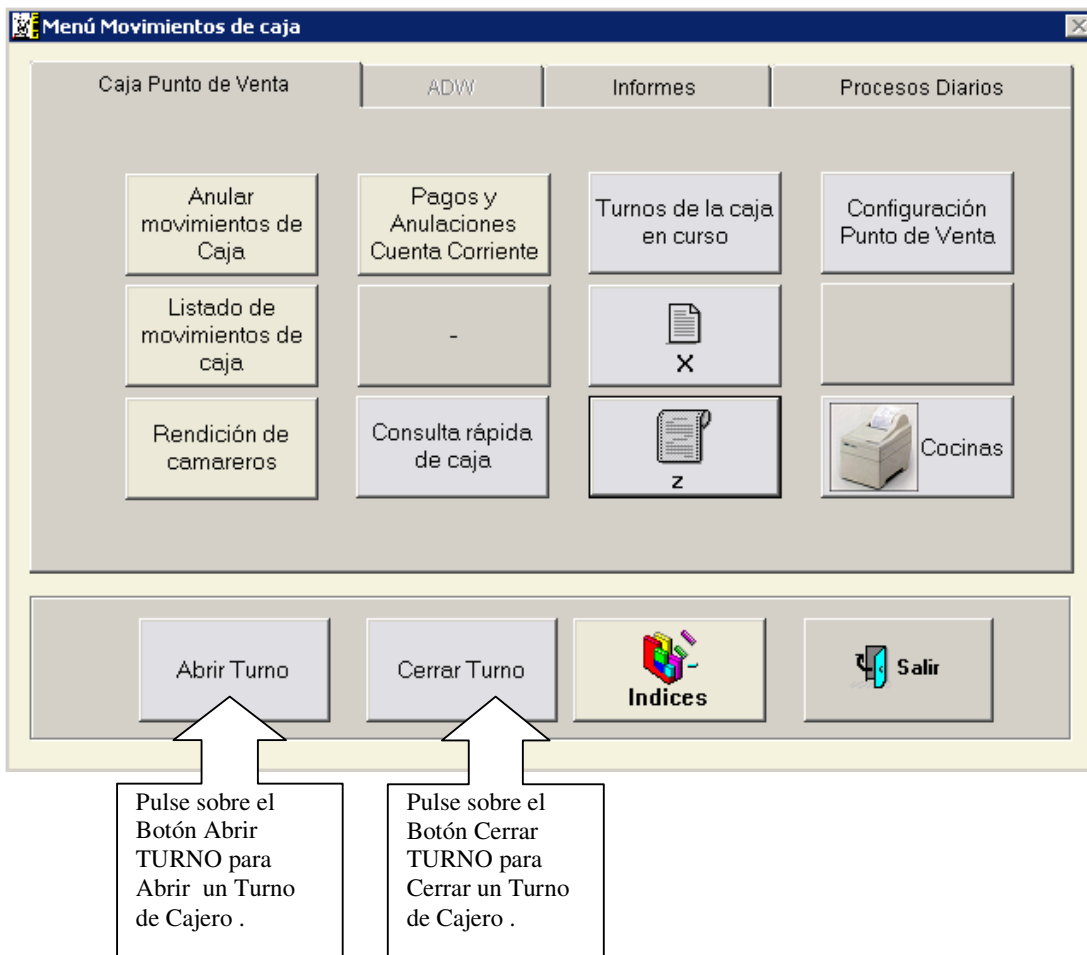 Menú Movimientos de caja
Caja Punto de Venta
ADW
Informes
Procesos Diarios
Anular
movimientos de
Caja
Pagos y
Anulaciones
Cuenta Corriente
Turnos de la caja
en curso
Configuración
Punto de Venta
Listado de
movimientos de
caja
-
X
Rendición de
camareros
Consulta rápida
de caja
z
Cocinas
Abrir Turno
Cerrar Turno
Indices
Salir
Pulse sobre el
Botón Abrir
TURNO para
Abrir un Turno
de Cajero .
Pulse sobre el
Botón Cerrar
TURNO para
Cerrar un Turno
de Cajero .